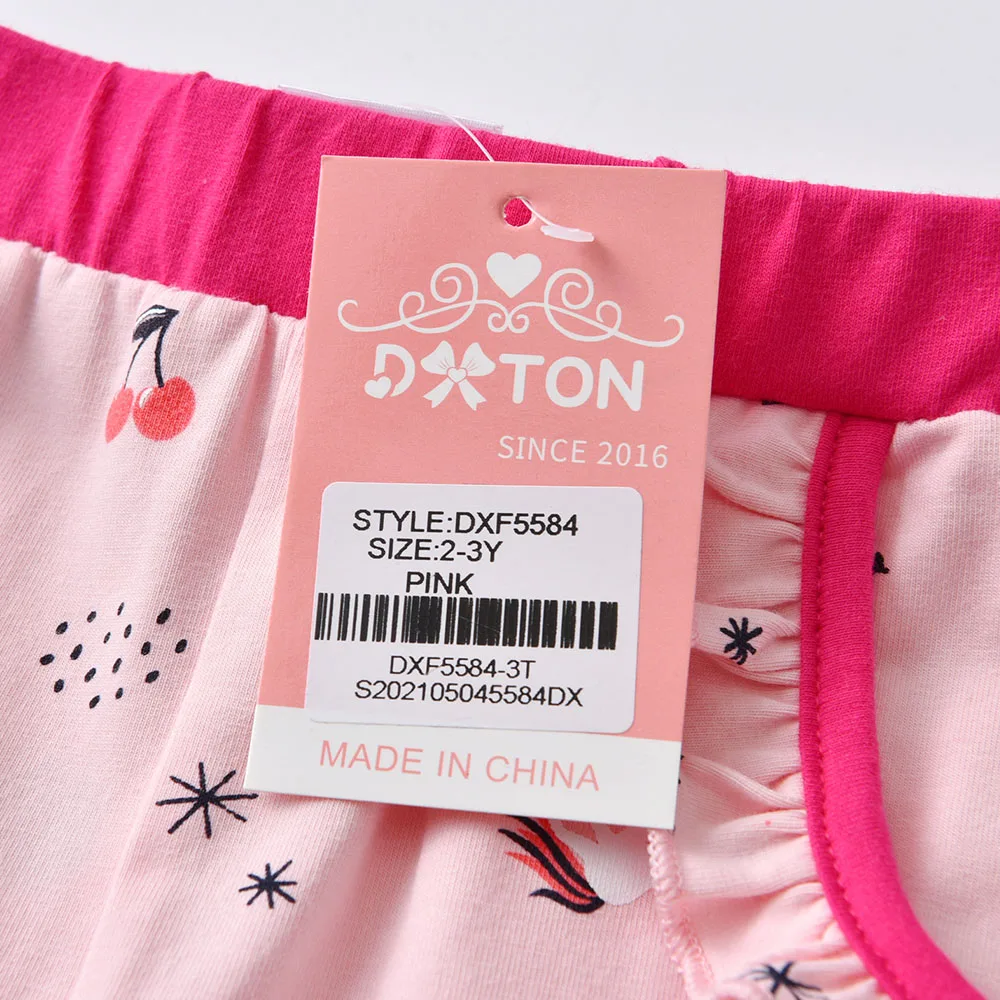 DXTON
SINCE 2016
STYLE:DXF5584
SIZE:2-3Y
PINK
DXF5584-3T
S202105045584DX
MADE IN CHINA